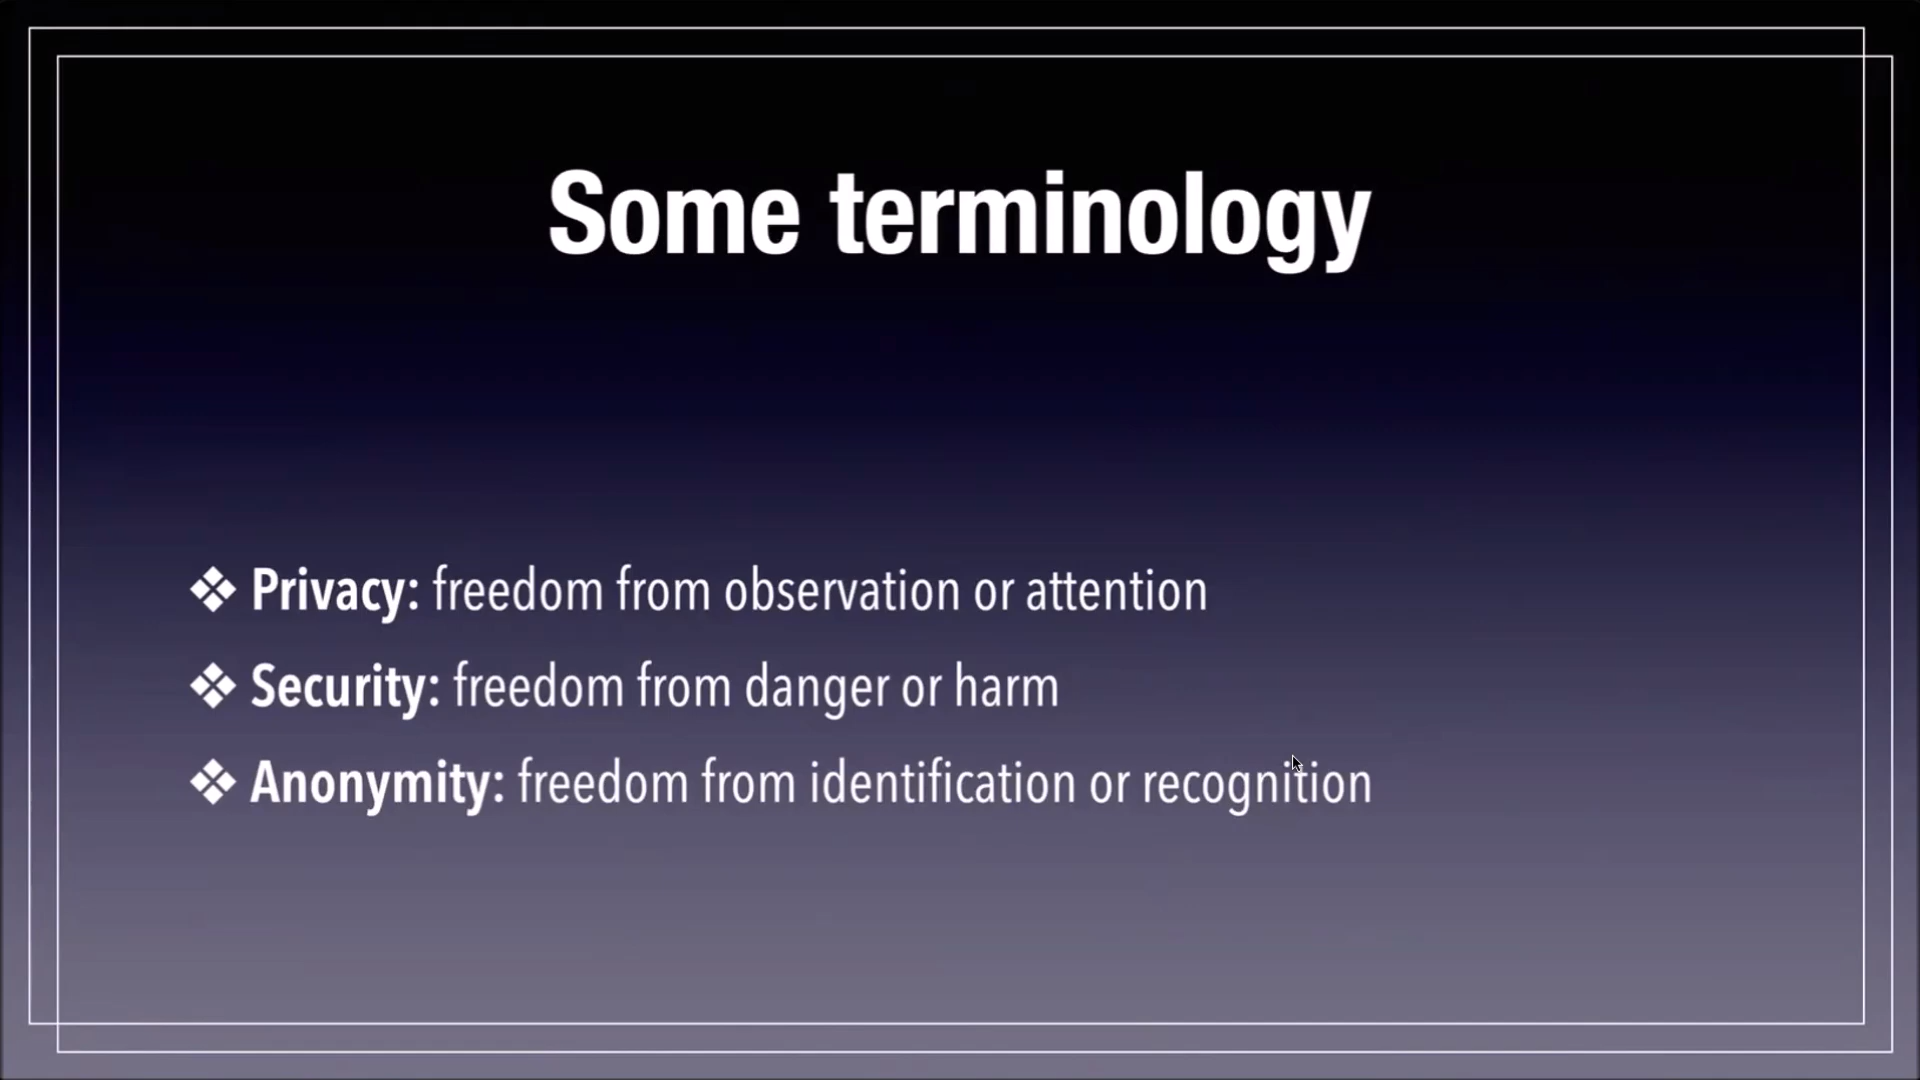 Some terminology
❖ Privacy: freedom from observation or attention
❖ Security: freedom from danger or harm
❖ Anonymity: freedom from identification or recognition